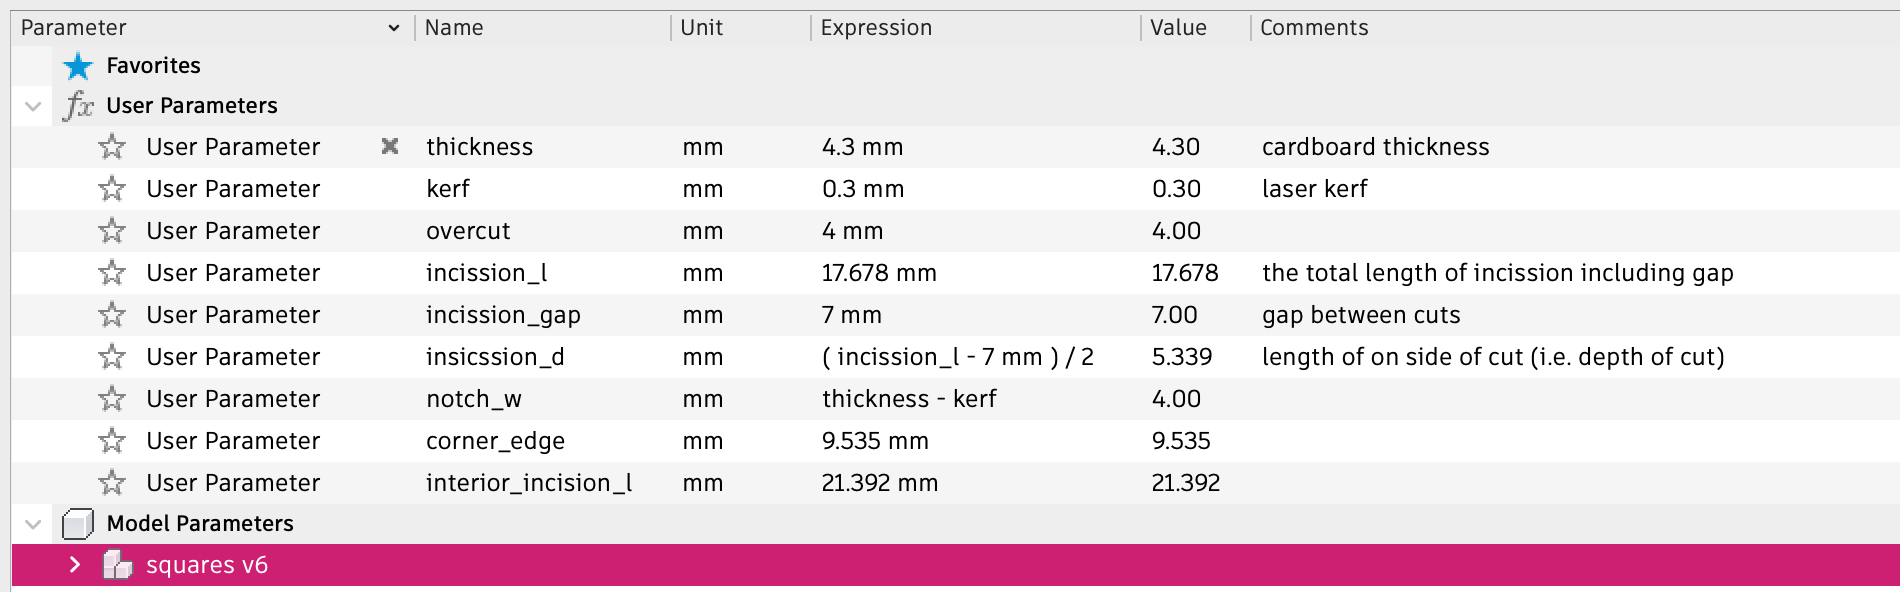 Parameter Name Unit Expression Value Comments
Favorites
fx User Parameters
User Parameter thickness mm 4.3 mm 4.30 cardboard thickness
User Parameter kerf mm 0.3 mm 0.30 laser kerf
User Parameter overcut mm 4 mm 4.00
User Parameter incission_l mm 17.678 mm 17.678 the total length of incission including gap
User Parameter incission_gap mm 7 mm 7.00 gap between cuts
User Parameter insicssion_d mm ( incission_l - 7 mm ) / 2 5.339 length of on side of cut (i.e. depth of cut)
User Parameter notch_w mm thickness - kerf 4.00
User Parameter corner_edge mm 9.535 mm 9.535
User Parameter interior_incision_l mm 21.392 mm 21.392
Model Parameters
squares v6